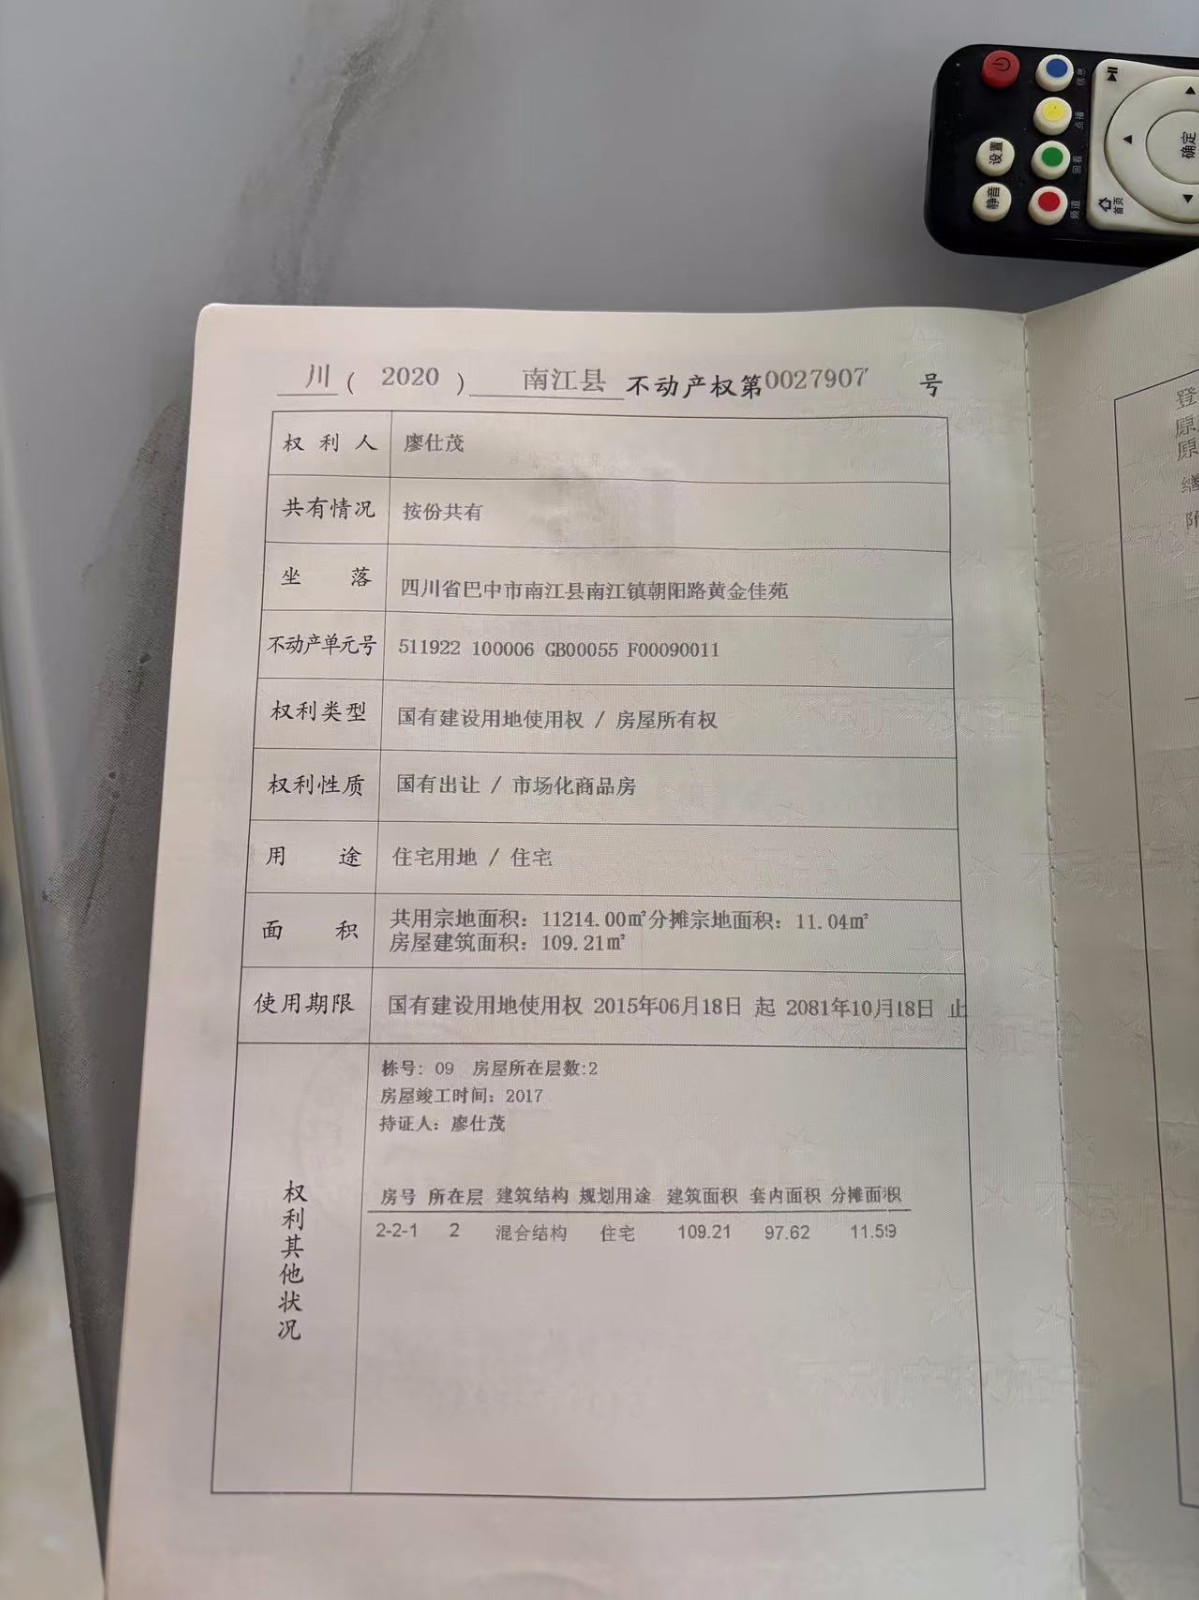 设置
静音
确定
首页
川 ( 2020 ) 南江县 不动产权第0027907 号
权利人 廖仕茂
共有情况 按份共有
坐落 四川省巴中市南江县南江镇朝阳路黄金佳苑
不动产单元号 511922 100006 GB00055 F00090011
权利类型 国有建设用地使用权 / 房屋所有权
权利性质 国有出让 / 市场化商品房
用途 住宅用地 / 住宅
面积 共用宗地面积：11214.00㎡分摊宗地面积：11.04㎡
房屋建筑面积：109.21㎡
使用期限 国有建设用地使用权 2015年06月18日 起 2081年10月18日 止
权利其他状况
栋号：09 房屋所在层数:2
房屋竣工时间：2017
持证人：廖仕茂
房号 所在层 建筑结构 规划用途 建筑面积 套内面积 分摊面积
2-2-1 2 混合结构 住宅 109.21 97.62 11.59
登
原
原
缮
附